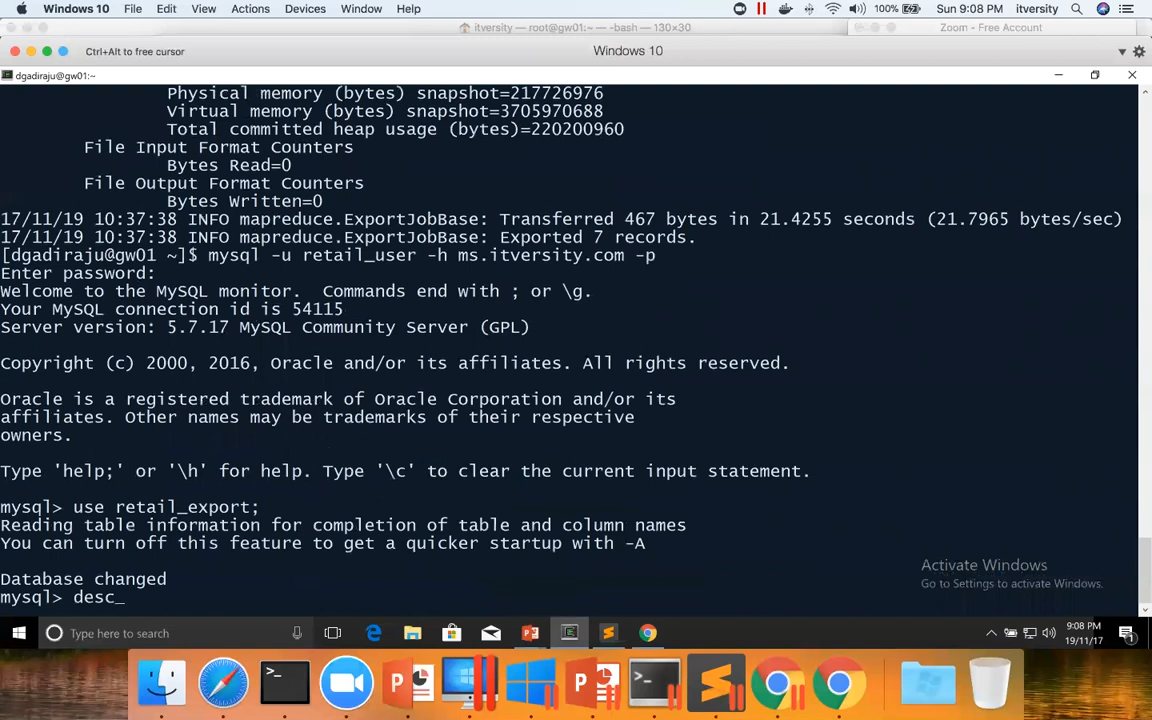 Windows 10 File Edit View Actions Devices Window Help 100% Sun 9:08 PM itversity
itversity — root@gw01:~ — -bash — 130×30
Zoom - Free Account
Ctrl+Alt to free cursor
Windows 10
dgadiraju@gw01:~
Physical memory (bytes) snapshot=217726976
Virtual memory (bytes) snapshot=3705970688
Total committed heap usage (bytes)=220200960
File Input Format Counters
Bytes Read=0
File Output Format Counters
Bytes Written=0
17/11/19 10:37:38 INFO mapreduce.ExportJobBase: Transferred 467 bytes in 21.4255 seconds (21.7965 bytes/sec)
17/11/19 10:37:38 INFO mapreduce.ExportJobBase: Exported 7 records.
[dgadiraju@gw01 ~]$ mysql -u retail_user -h ms.itversity.com -p
Enter password:
Welcome to the MySQL monitor.  Commands end with ; or \g.
Your MySQL connection id is 54115
Server version: 5.7.17 MySQL Community Server (GPL)
Copyright (c) 2000, 2016, Oracle and/or its affiliates. All rights reserved.
Oracle is a registered trademark of Oracle Corporation and/or its
affiliates. Other names may be trademarks of their respective
owners.
Type 'help;' or '\h' for help. Type '\c' to clear the current input statement.
mysql> use retail_export;
Reading table information for completion of table and column names
You can turn off this feature to get a quicker startup with -A
Database changed
mysql> desc_
Activate Windows
Go to Settings to activate Windows.
Type here to search
9:08 PM
19/11/17